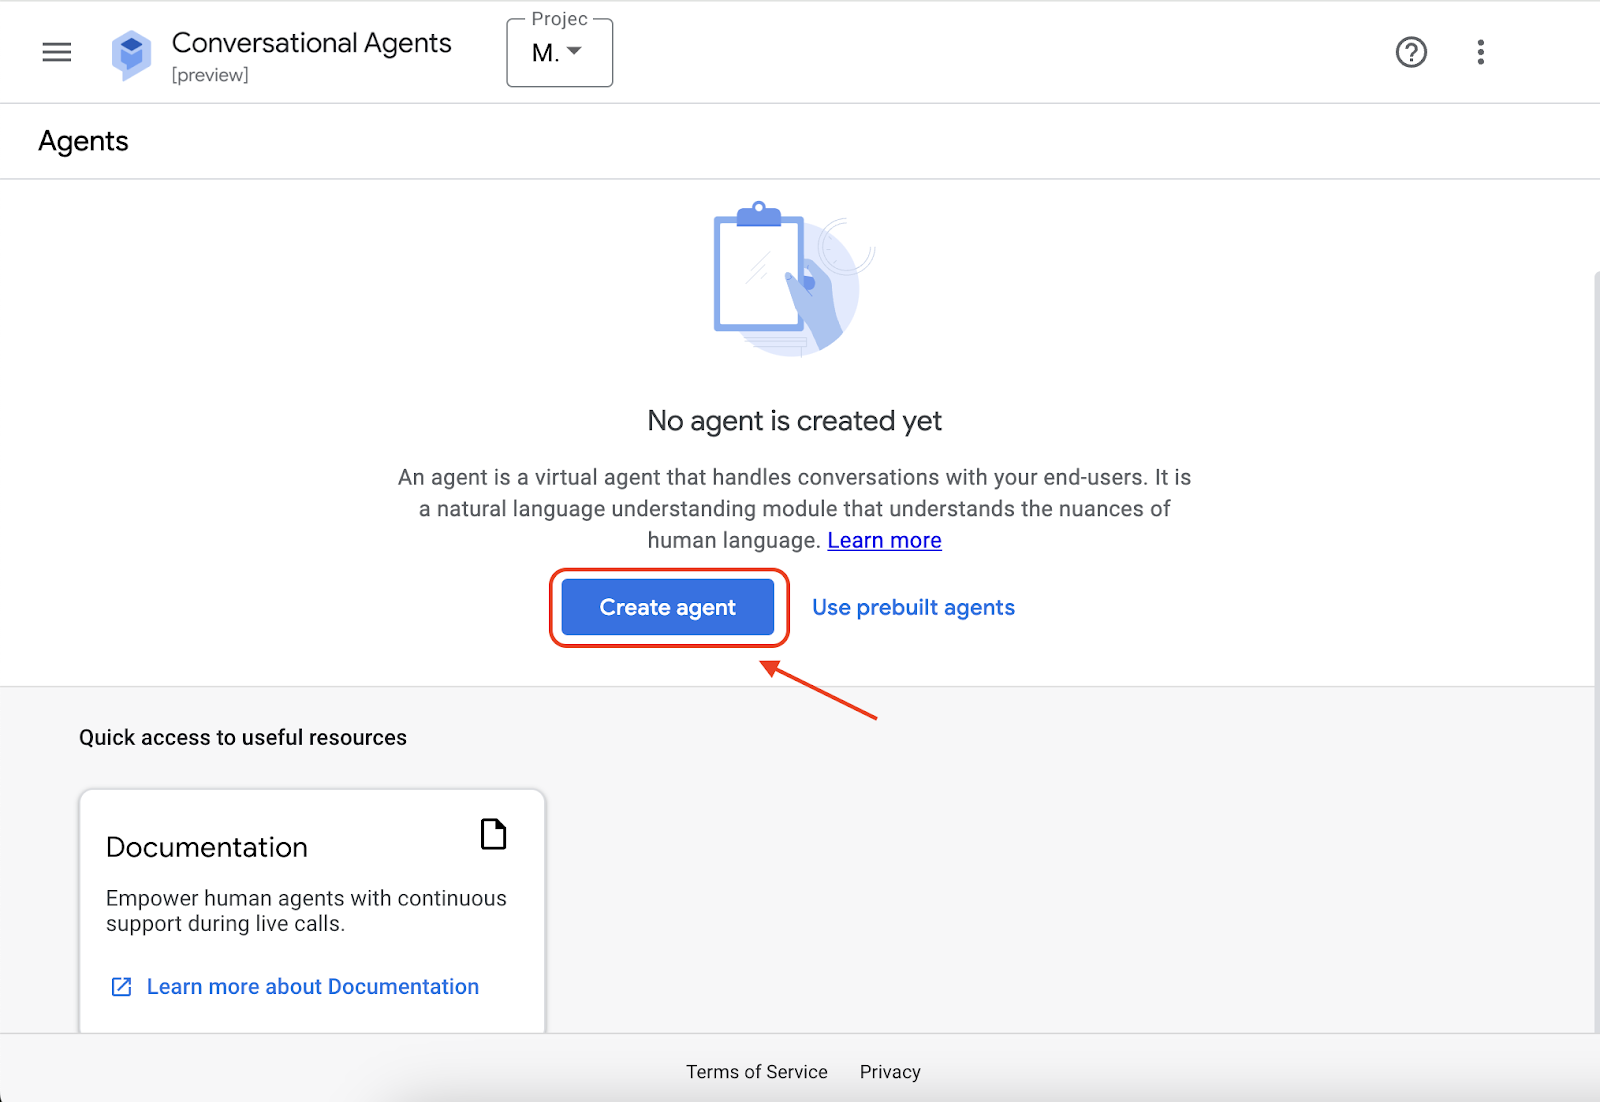 Conversational Agents
[preview]
Projec
M.
Agents
No agent is created yet
An agent is a virtual agent that handles conversations with your end-users. It is
a natural language understanding module that understands the nuances of
human language. Learn more
Create agent
Use prebuilt agents
Quick access to useful resources
Documentation
Empower human agents with continuous
support during live calls.
Learn more about Documentation
Terms of Service
Privacy